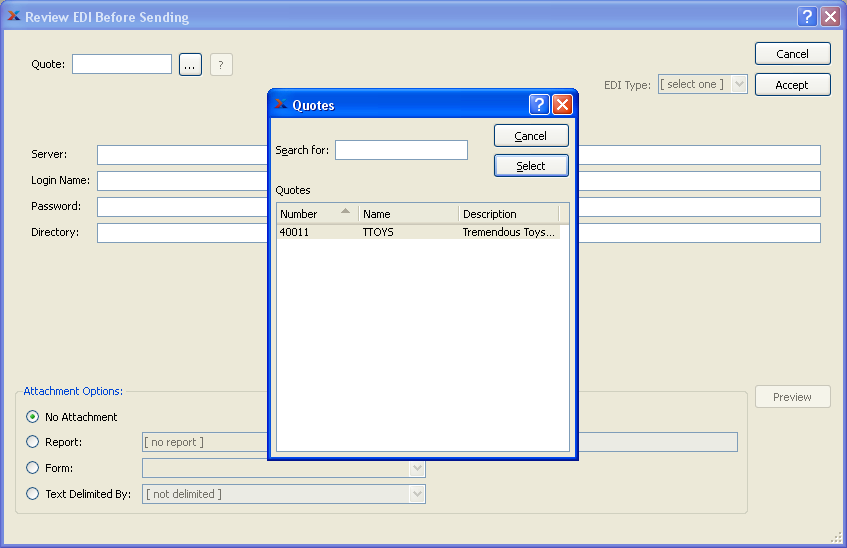 Review EDI Before Sending
Quote: ... ?
Cancel
EDI Type: [ select one ]
Accept
Server:
Login Name:
Password:
Directory:
Quotes
Cancel
Search for:
Select
Quotes
Number Name Description
40011 TTOYS Tremendous Toys...
Attachment Options:
Preview
No Attachment
Report: [ no report ]
Form:
Text Delimited By: [ not delimited ]